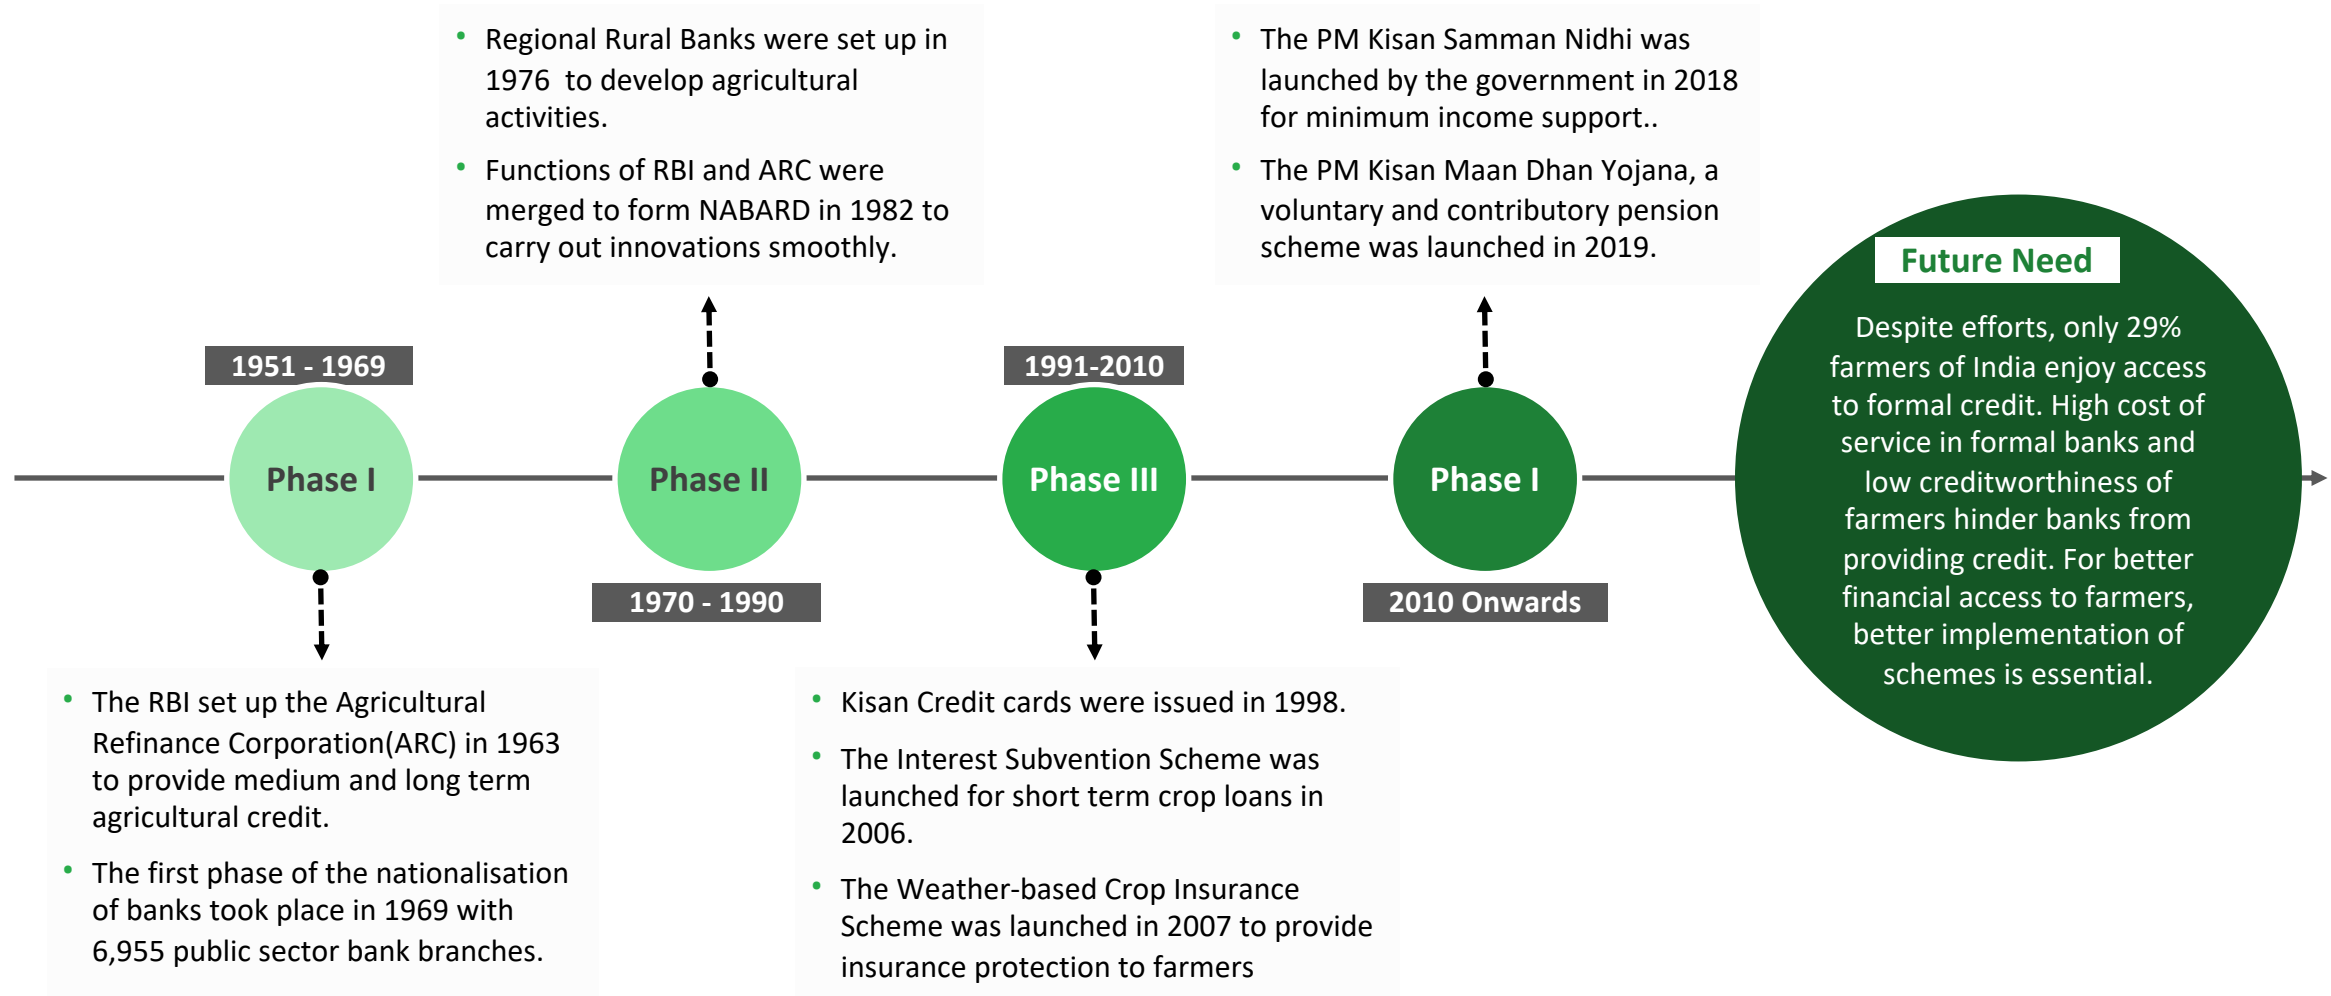 • Regional Rural Banks were set up in
1976  to develop agricultural
activities.
• Functions of RBI and ARC were
merged to form NABARD in 1982 to
carry out innovations smoothly.
• The PM Kisan Samman Nidhi was
launched by the government in 2018
for minimum income support..
• The PM Kisan Maan Dhan Yojana, a
voluntary and contributory pension
scheme was launched in 2019.
1951 - 1969
1991-2010
Phase I
Phase II
Phase III
Phase I
1970 - 1990
2010 Onwards
• The RBI set up the Agricultural
Refinance Corporation(ARC) in 1963
to provide medium and long term
agricultural credit.
• The first phase of the nationalisation
of banks took place in 1969 with
6,955 public sector bank branches.
• Kisan Credit cards were issued in 1998.
• The Interest Subvention Scheme was
launched for short term crop loans in
2006.
• The Weather-based Crop Insurance
Scheme was launched in 2007 to provide
insurance protection to farmers
Future Need
Despite efforts, only 29%
farmers of India enjoy access
to formal credit. High cost of
service in formal banks and
low creditworthiness of
farmers hinder banks from
providing credit. For better
financial access to farmers,
better implementation of
schemes is essential.